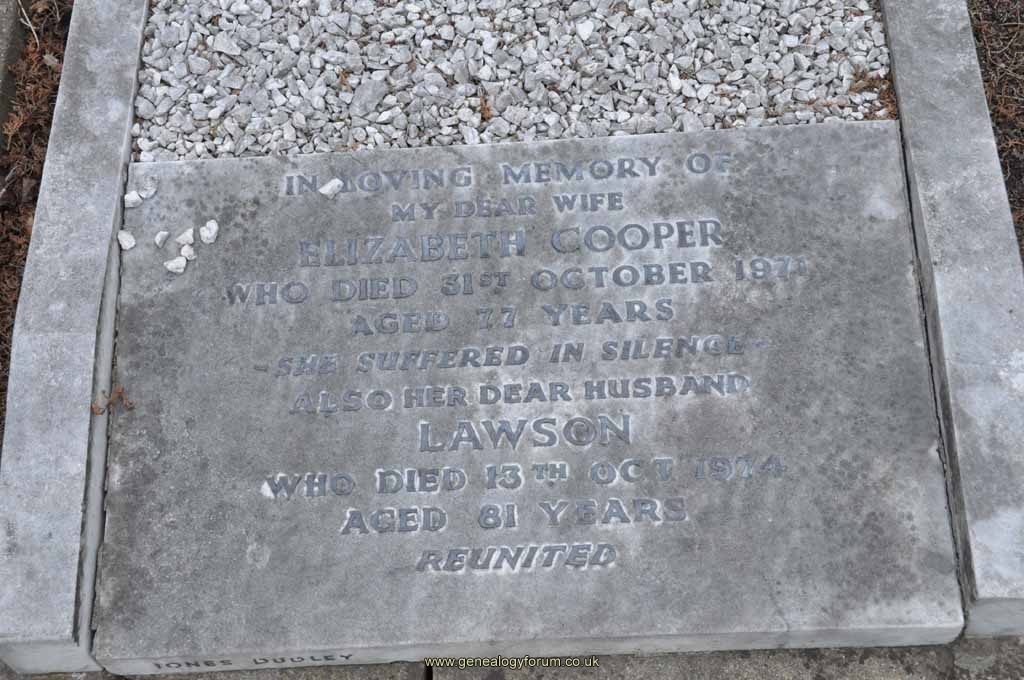 IN LOVING MEMORY OF
MY DEAR WIFE
ELIZABETH COOPER
WHO DIED 31ST OCTOBER 1971
AGED 77 YEARS
- SHE SUFFERED IN SILENCE -
ALSO HER DEAR HUSBAND
LAWSON
WHO DIED 13TH OCT 1974
AGED 81 YEARS
REUNITED
JONES DUDLEY
www.genealogyforum.co.uk